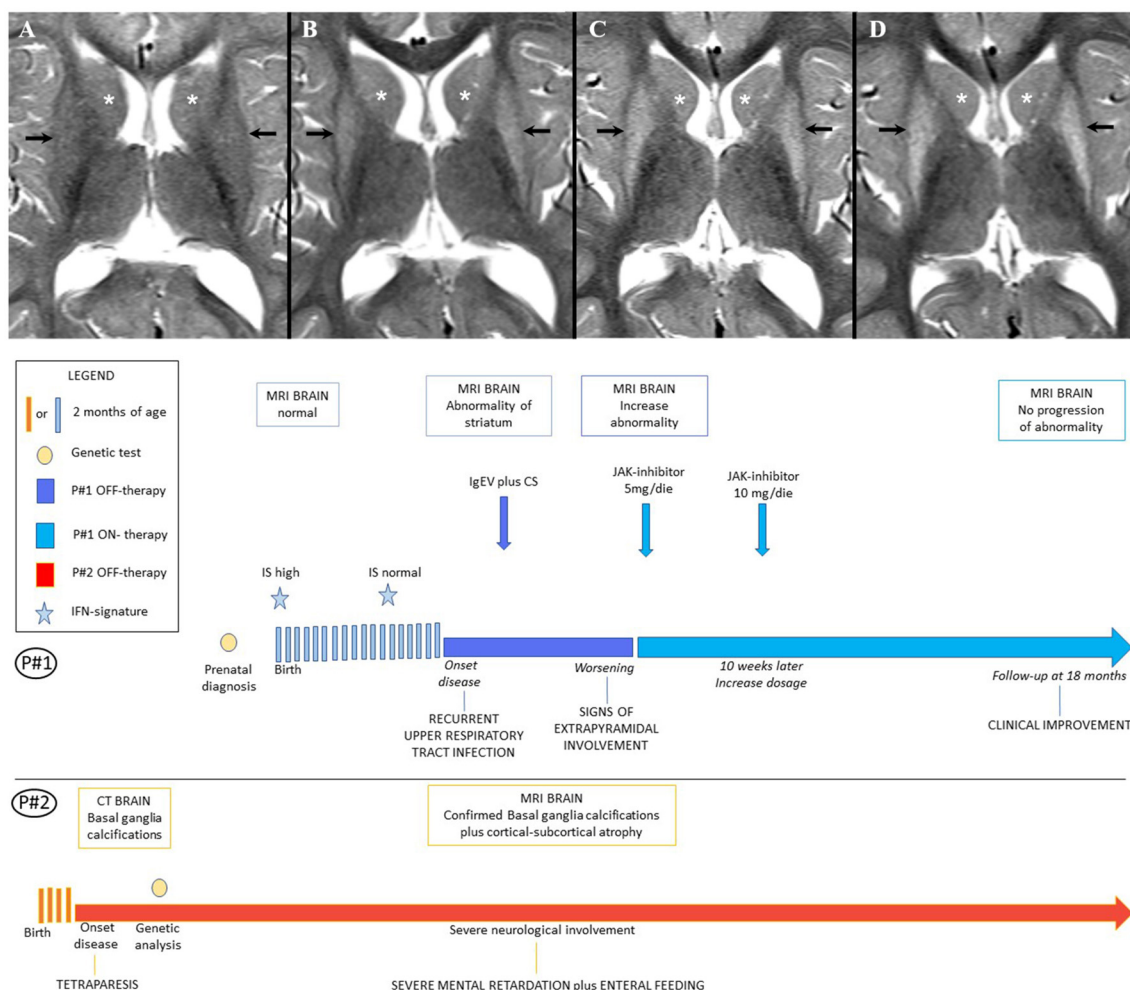 A B C D
* * * * * * * *
LEGEND
or 2 months of age
Genetic test
P#1 OFF-therapy
P#1 ON- therapy
P#2 OFF-therapy
IFN-signature
MRI BRAIN
normal
MRI BRAIN
Abnormality of
striatum
MRI BRAIN
Increase
abnormality
MRI BRAIN
No progression
of abnormality
IgEV plus CS
JAK-inhibitor
5mg/die
JAK-inhibitor
10 mg/die
IS high
IS normal
P#1
Prenatal
diagnosis
Birth
Onset
disease
Worsening
10 weeks later
Increase dosage
Follow-up at 18 months
RECURRENT
UPPER RESPIRATORY
TRACT INFECTION
SIGNS OF
EXTRAPYRAMIDAL
INVOLVEMENT
CLINICAL IMPROVEMENT
P#2
CT BRAIN
Basal ganglia
calcifications
MRI BRAIN
Confirmed Basal ganglia calcifications
plus cortical-subcortical atrophy
Birth
Onset
disease
Genetic
analysis
Severe neurological involvement
TETRAPARESIS
SEVERE MENTAL RETARDATION plus ENTERAL FEEDING